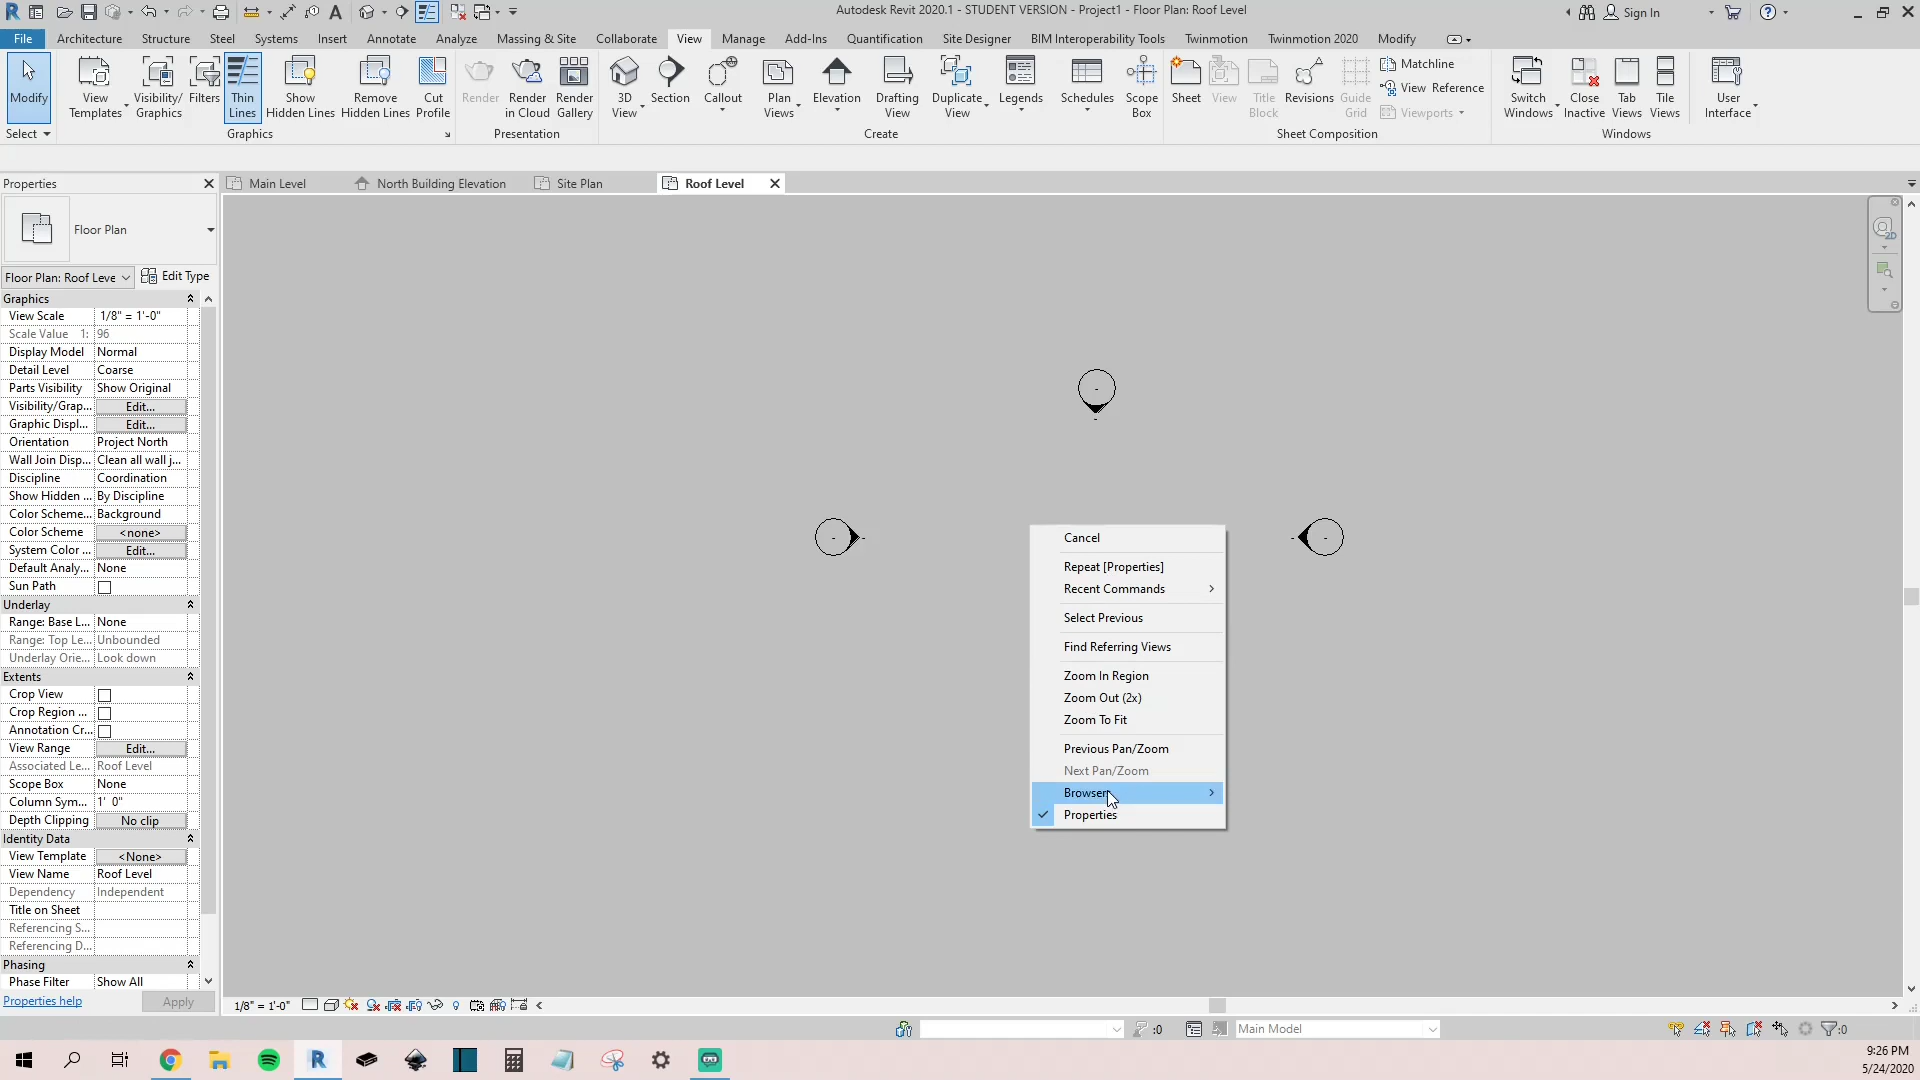 Autodesk Revit 2020.1 - STUDENT VERSION - Project1 - Floor Plan: Roof Level
Sign In
File Architecture Structure Steel Systems Insert Annotate Analyze Massing & Site Collaborate View Manage Add-Ins Quantification Site Designer BIM Interoperability Tools Twinmotion Twinmotion 2020 Modify
Modify
View Templates
Visibility/ Graphics
Filters
Thin Lines
Show Hidden Lines
Remove Hidden Lines
Cut Profile
Render
Render in Cloud
Render Gallery
3D View
Section
Callout
Plan Views
Elevation
Drafting View
Duplicate View
Legends
Schedules
Scope Box
Sheet
View
Title Block
Revisions
Guide Grid
Matchline
View Reference
Viewports
Switch Windows
Close Inactive
Tab Views
Tile Views
User Interface
Select Graphics Presentation Create Sheet Composition Windows
Properties
Main Level North Building Elevation Site Plan Roof Level
Floor Plan
Floor Plan: Roof Leve Edit Type
Graphics
View Scale 1/8" = 1'-0"
Scale Value 1: 96
Display Model Normal
Detail Level Coarse
Parts Visibility Show Original
Visibility/Grap... Edit...
Graphic Displ... Edit...
Orientation Project North
Wall Join Disp... Clean all wall j...
Discipline Coordination
Show Hidden ... By Discipline
Color Scheme... Background
Color Scheme <none>
System Color ... Edit...
Default Analy... None
Sun Path
Underlay
Range: Base L... None
Range: Top Le... Unbounded
Underlay Orie... Look down
Extents
Crop View
Crop Region ...
Annotation Cr...
View Range Edit...
Associated Le... Roof Level
Scope Box None
Column Sym... 1' 0"
Depth Clipping No clip
Identity Data
View Template <None>
View Name Roof Level
Dependency Independent
Title on Sheet
Referencing S...
Referencing D...
Phasing
Phase Filter Show All
Properties help Apply
Cancel
Repeat [Properties]
Recent Commands
Select Previous
Find Referring Views
Zoom In Region
Zoom Out (2x)
Zoom To Fit
Previous Pan/Zoom
Next Pan/Zoom
Browsers
Properties
2D
1/8" = 1'-0"
:0 Main Model :0
9:26 PM
5/24/2020